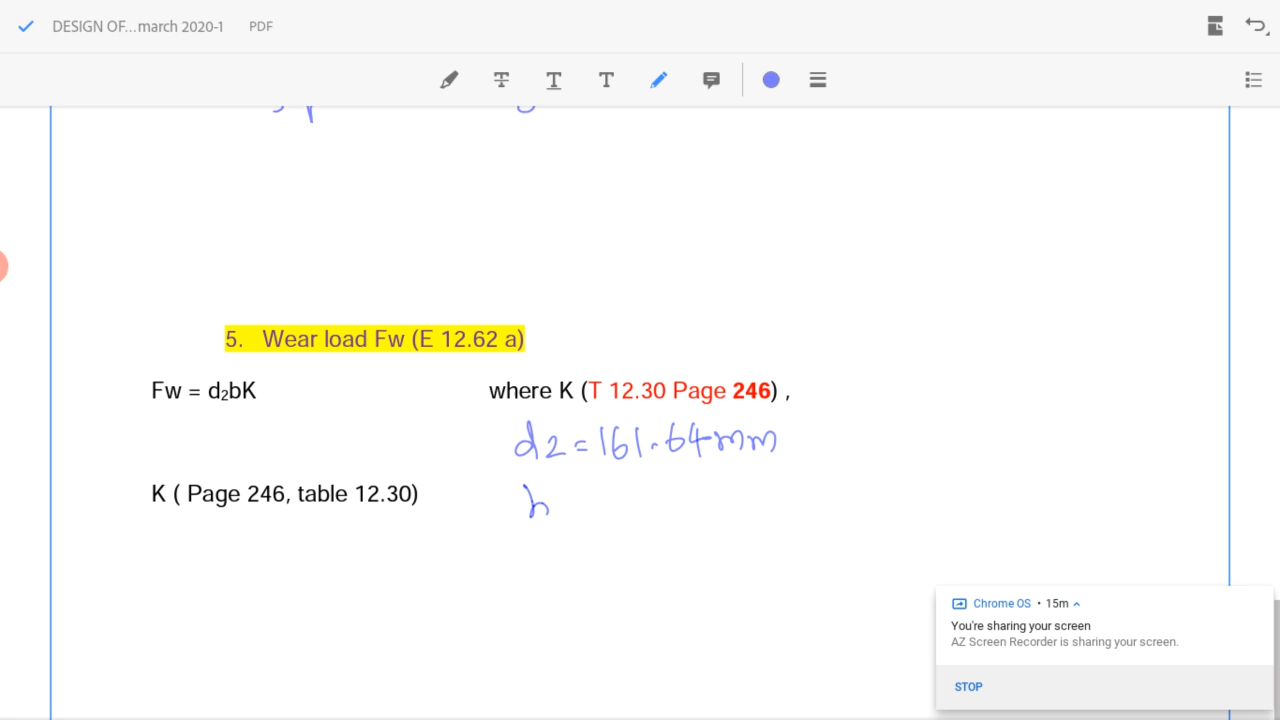 DESIGN OF...march 2020-1 PDF
5. Wear load Fw (E 12.62 a)
Fw = d₂bK where K (T 12.30 Page 246) ,
d2 = 161.64mm
K ( Page 246, table 12.30)
Chrome OS • 15m
You're sharing your screen
AZ Screen Recorder is sharing your screen.
STOP